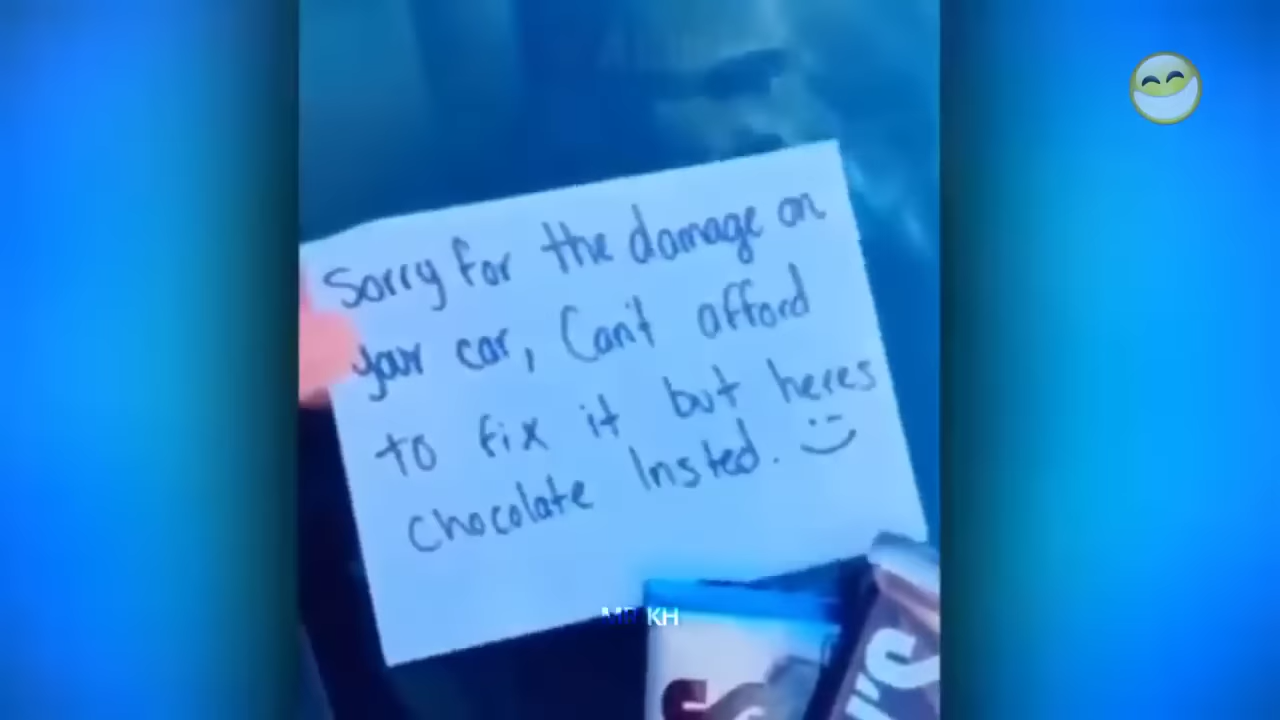 Sorry for the damage on
your car, Can't afford
to fix it but heres
chocolate Insted.